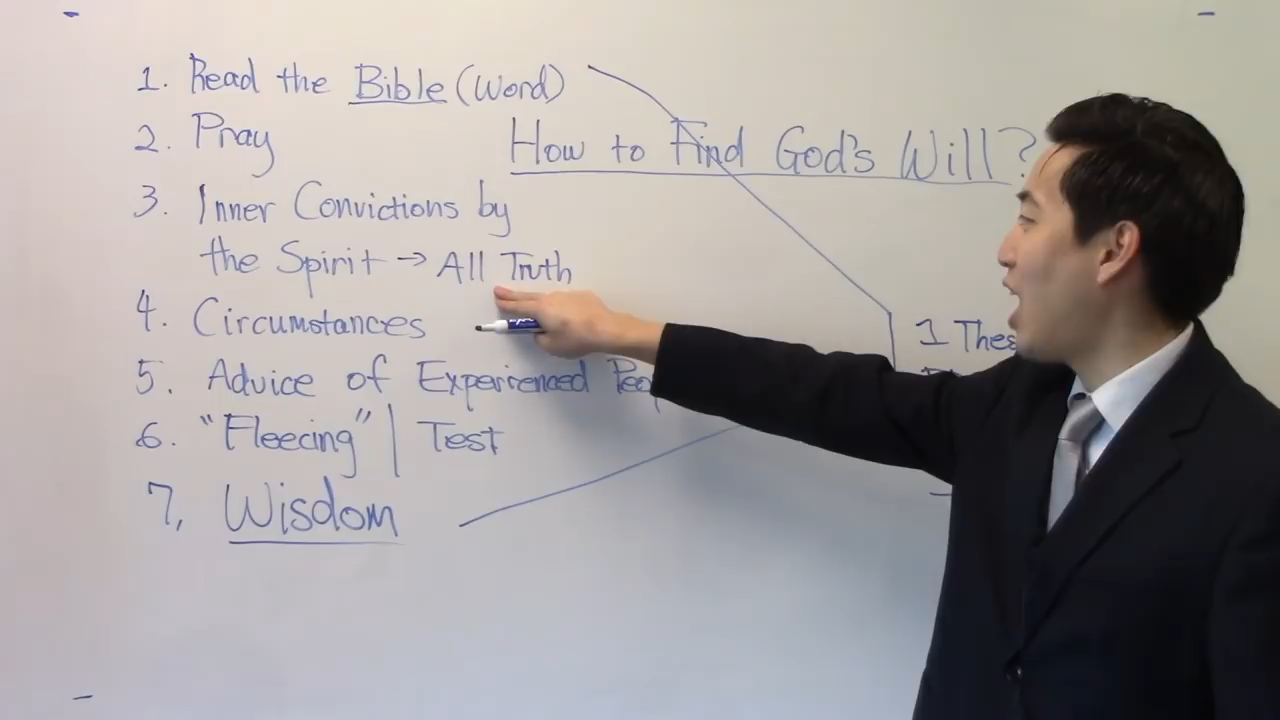 How to Find God's Will?
1. Read the Bible (Word)
2. Pray
3. Inner Convictions by
the Spirit → All Truth
4. Circumstances
5. Advice of Experienced
6. "Fleecing" | Test
7, Wisdom
1